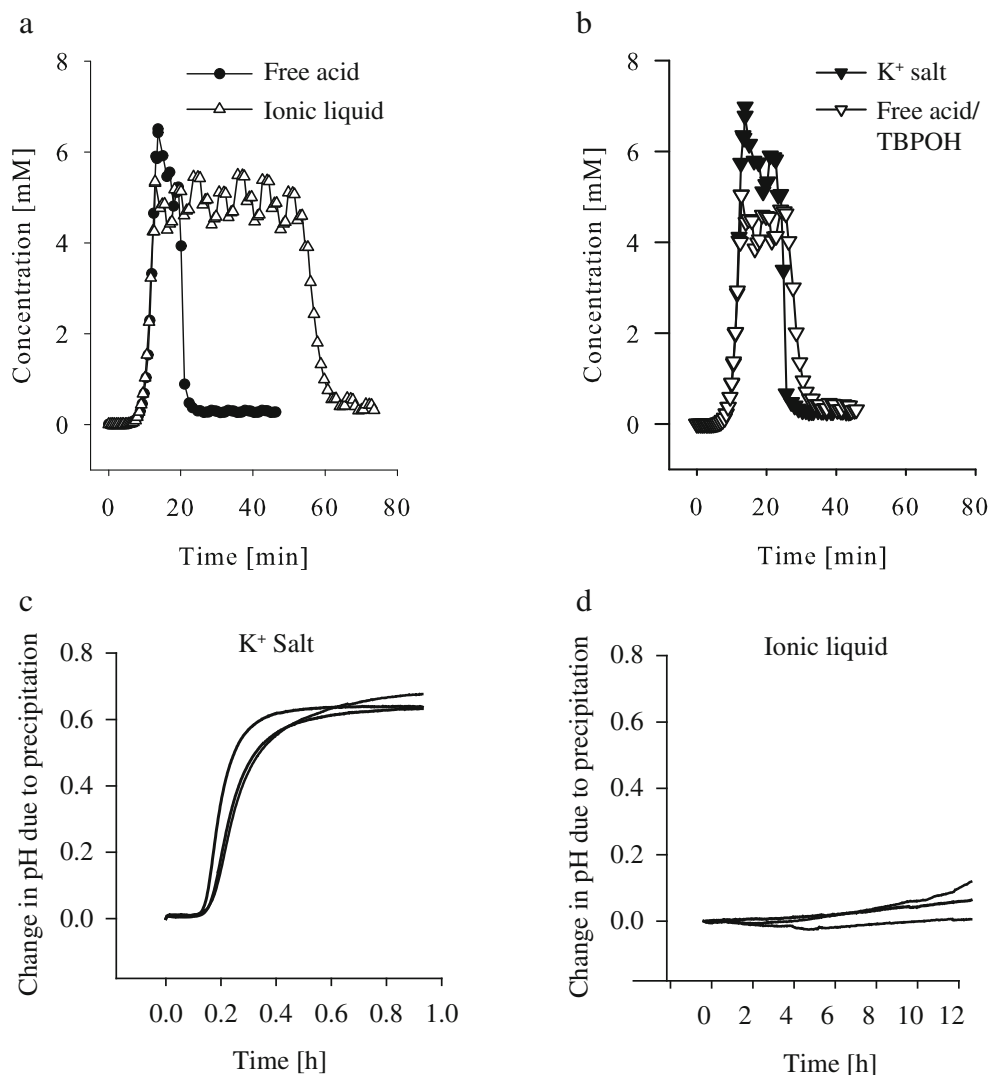 a
8
6
4
2
0
Concentration [mM]
Free acid
Ionic liquid
0 20 40 60 80
Time [min]
b
8
6
4
2
0
Concentration [mM]
K⁺ salt
Free acid/
TBPOH
0 20 40 60 80
Time [min]
c
K⁺ Salt
0.8
0.6
0.4
0.2
0.0
Change in pH due to precipitation
0.0 0.2 0.4 0.6 0.8 1.0
Time [h]
d
Ionic liquid
0.8
0.6
0.4
0.2
0.0
Change in pH due to precipitation
0 2 4 6 8 10 12
Time [h]